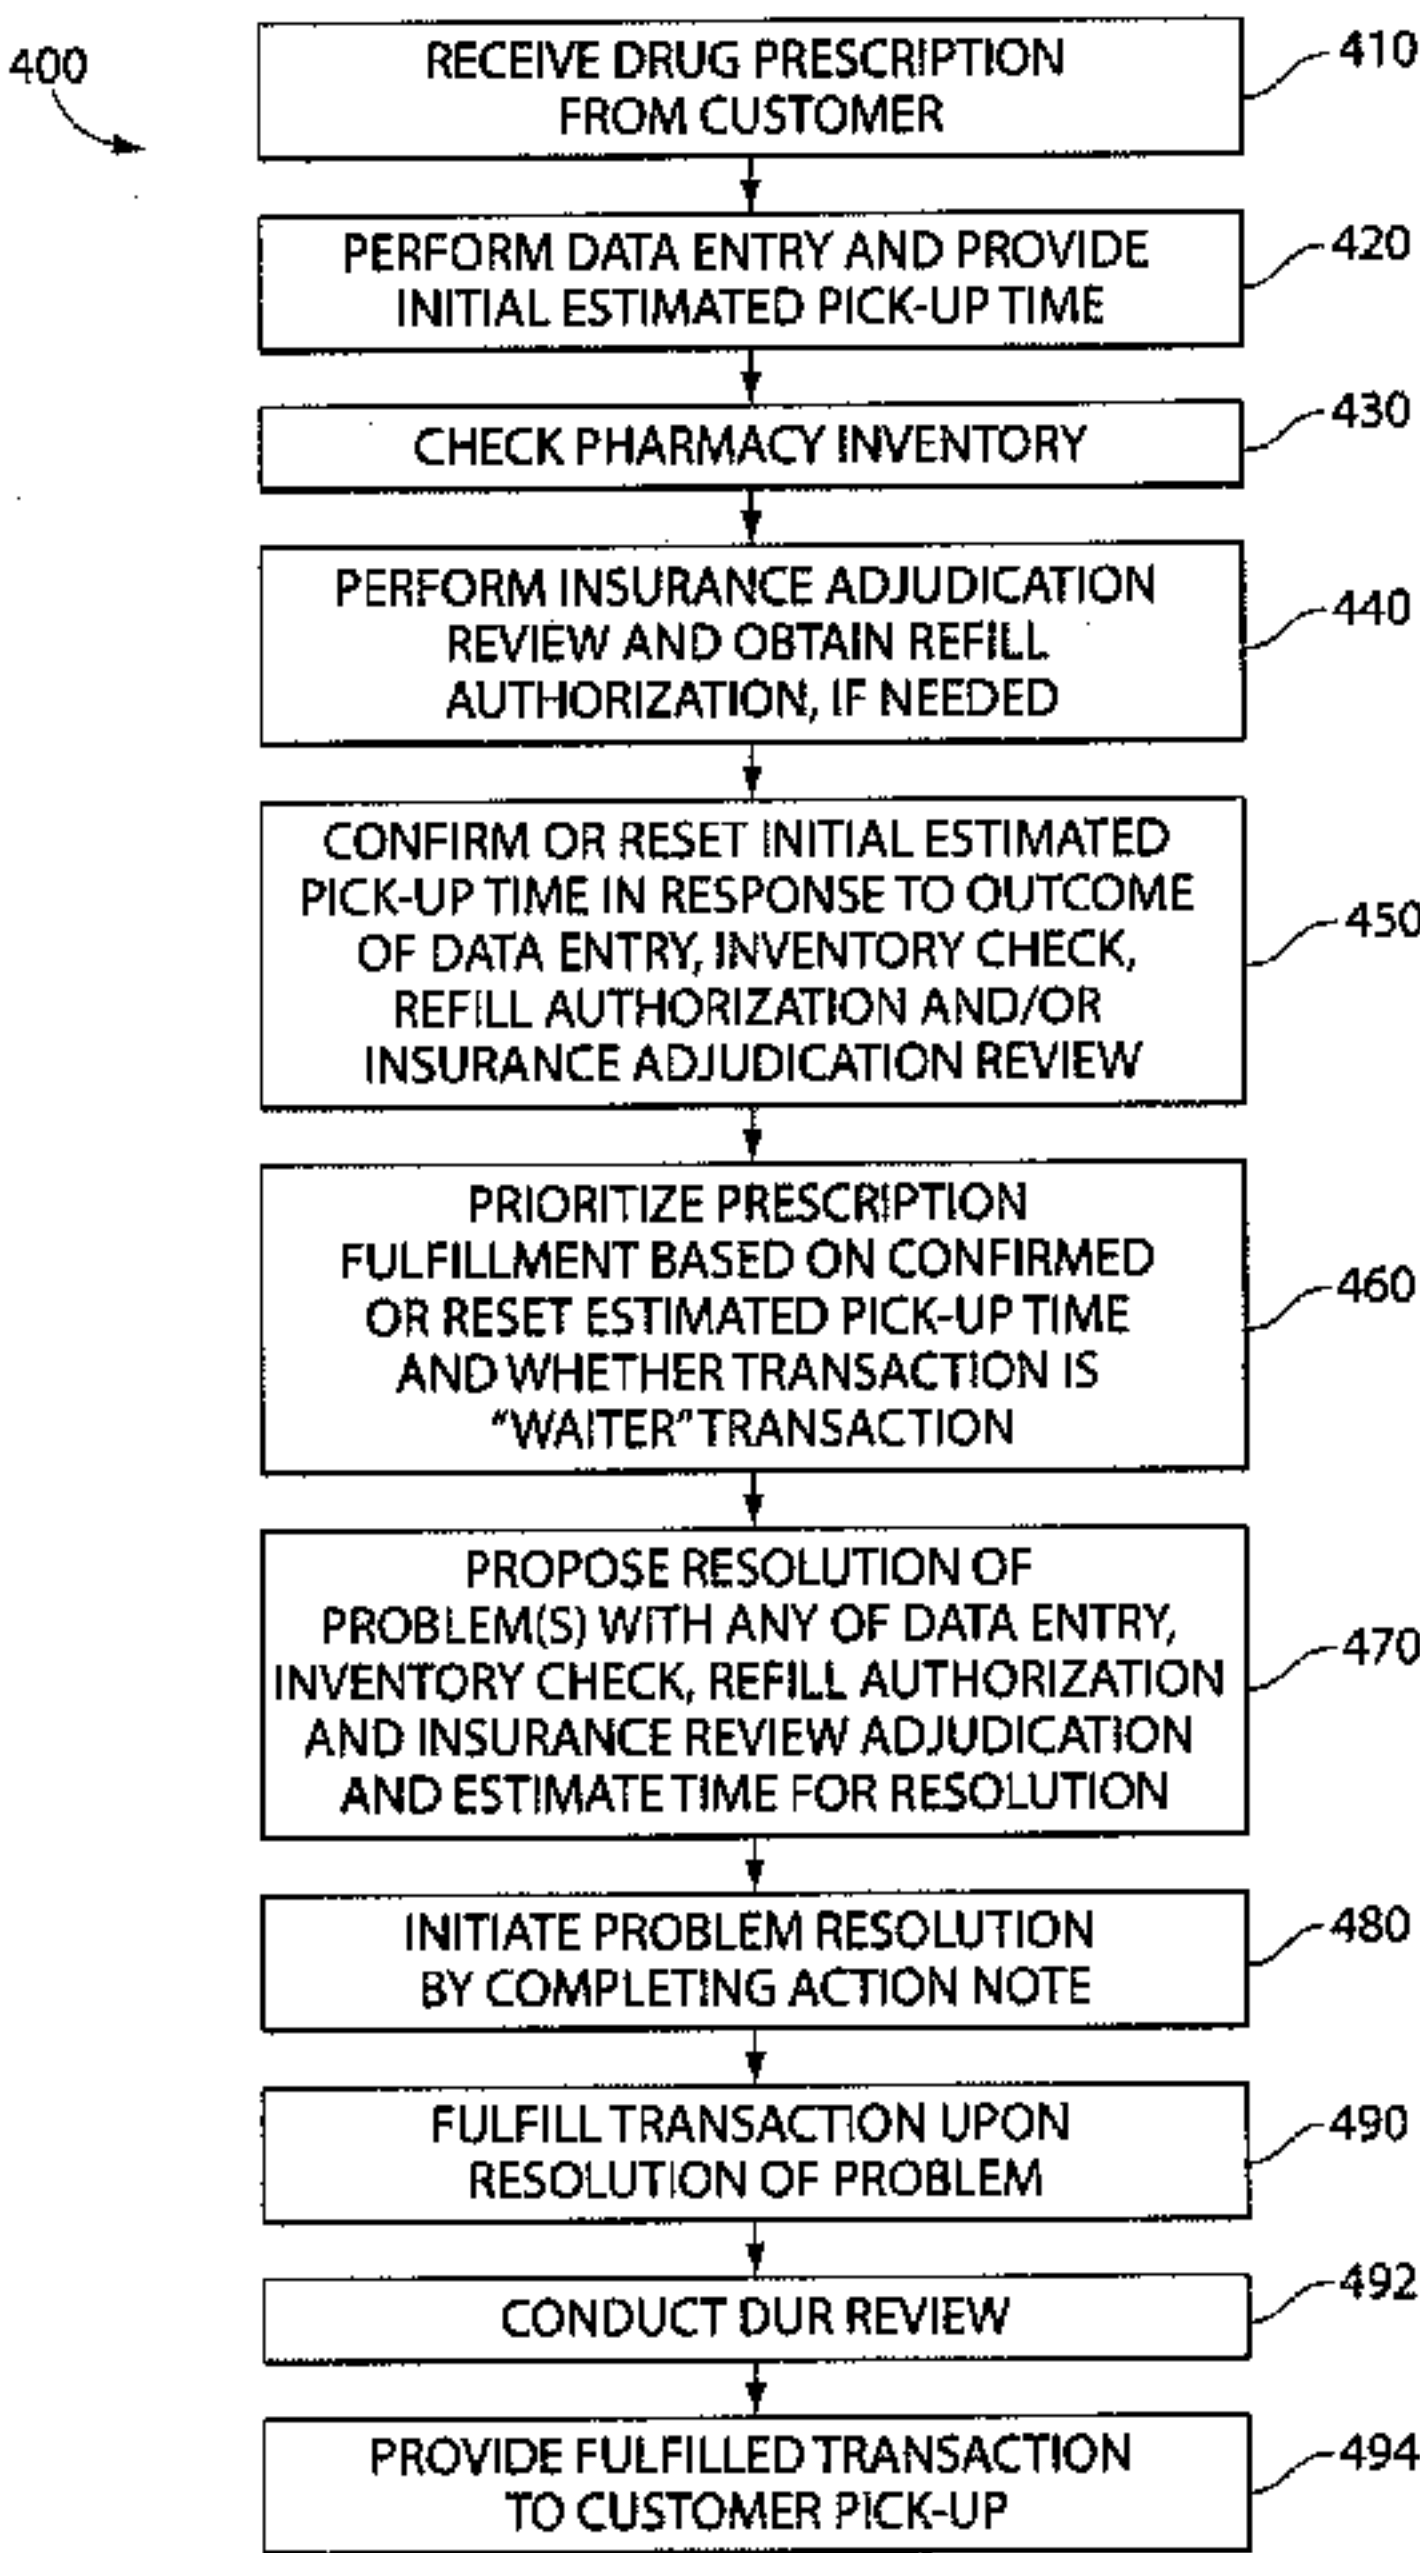 400
RECEIVE DRUG PRESCRIPTION
FROM CUSTOMER
410
PERFORM DATA ENTRY AND PROVIDE
INITIAL ESTIMATED PICK-UP TIME
420
CHECK PHARMACY INVENTORY
430
PERFORM INSURANCE ADJUDICATION
REVIEW AND OBTAIN REFILL
AUTHORIZATION, IF NEEDED
440
CONFIRM OR RESET INITIAL ESTIMATED
PICK-UP TIME IN RESPONSE TO OUTCOME
OF DATA ENTRY, INVENTORY CHECK,
REFILL AUTHORIZATION AND/OR
INSURANCE ADJUDICATION REVIEW
450
PRIORITIZE PRESCRIPTION
FULFILLMENT BASED ON CONFIRMED
OR RESET ESTIMATED PICK-UP TIME
AND WHETHER TRANSACTION IS
"WAITER" TRANSACTION
460
PROPOSE RESOLUTION OF
PROBLEM(S) WITH ANY OF DATA ENTRY,
INVENTORY CHECK, REFILL AUTHORIZATION
AND INSURANCE REVIEW ADJUDICATION
AND ESTIMATE TIME FOR RESOLUTION
470
INITIATE PROBLEM RESOLUTION
BY COMPLETING ACTION NOTE
480
FULFILL TRANSACTION UPON
RESOLUTION OF PROBLEM
490
CONDUCT DUR REVIEW
492
PROVIDE FULFILLED TRANSACTION
TO CUSTOMER PICK-UP
494